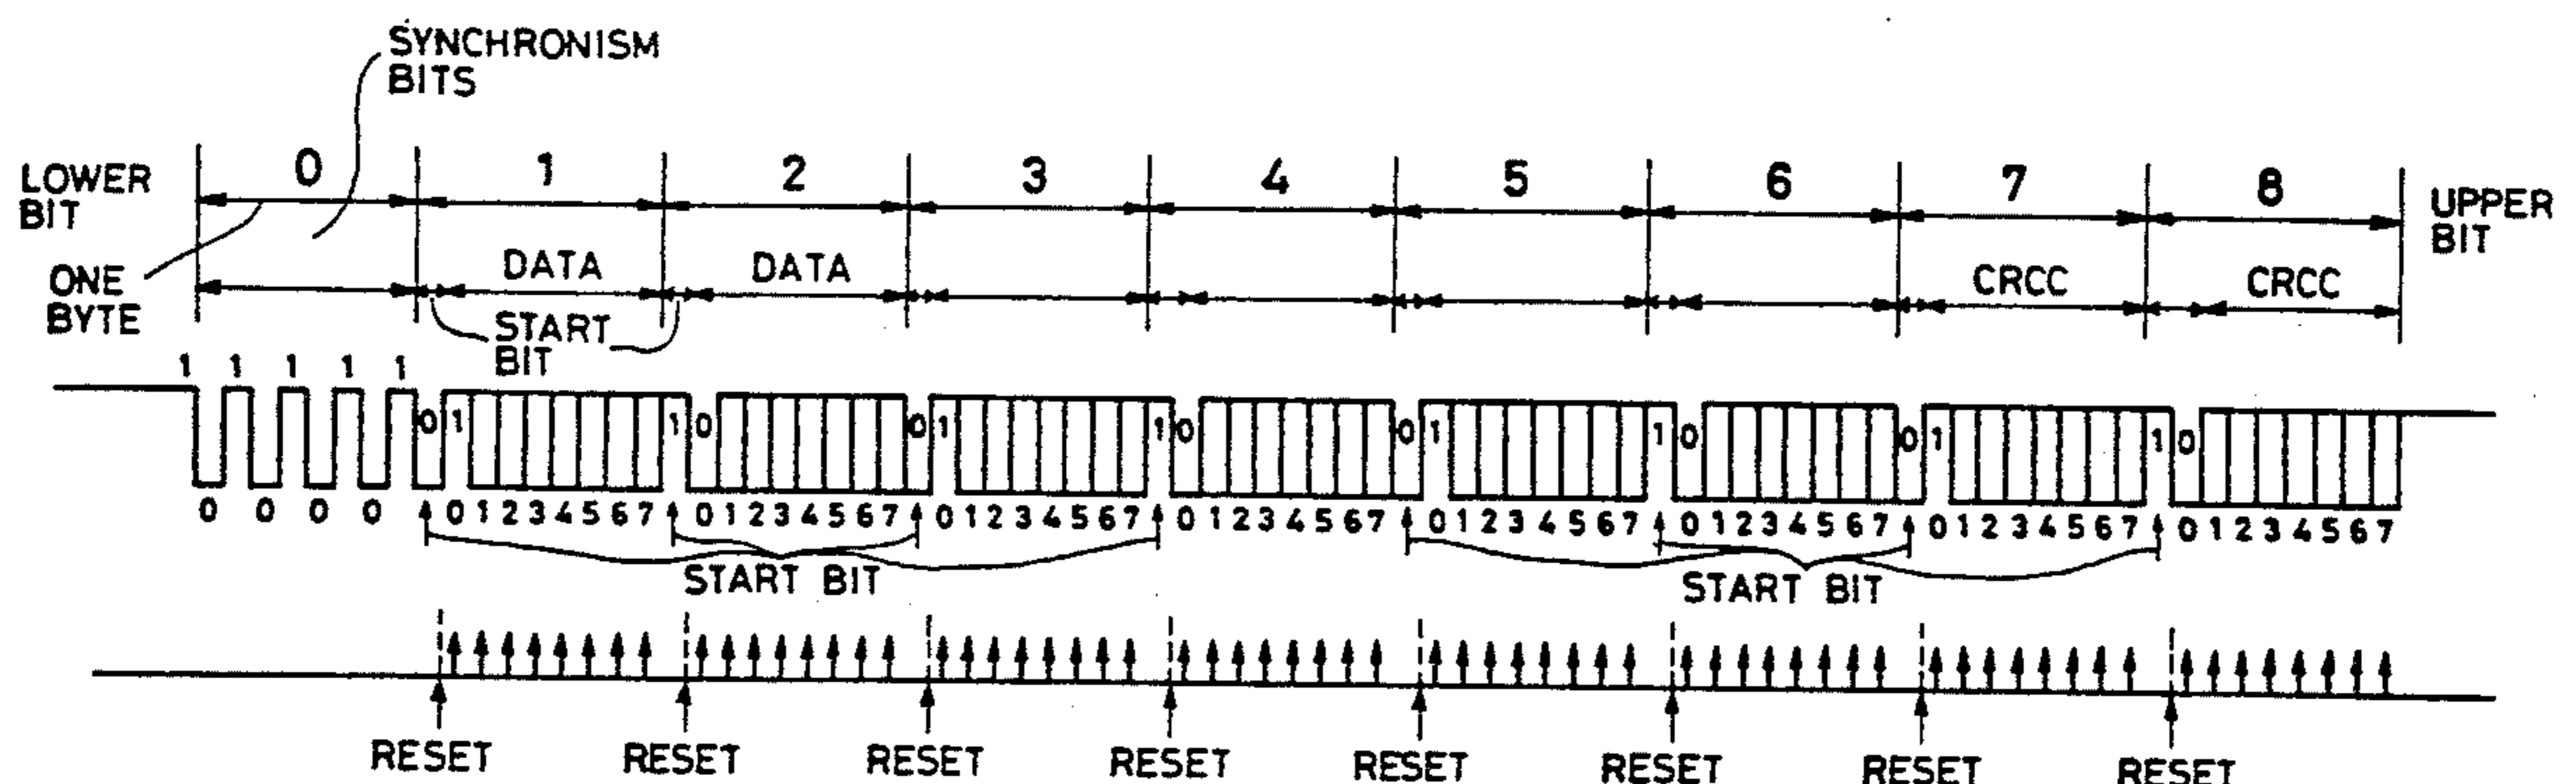 SYNCHRONISM
BITS
0 1 2 3 4 5 6 7 8
LOWER
BIT
UPPER
BIT
DATA DATA CRCC CRCC
ONE
BYTE
START
BIT
1 1 1 1 1
0 1 1 0 0 1 1 0 0 1 1 0 0 1 1 0
0 0 0 0 0 1 2 3 4 5 6 7 0 1 2 3 4 5 6 7 0 1 2 3 4 5 6 7 0 1 2 3 4 5 6 7 0 1 2 3 4 5 6 7 0 1 2 3 4 5 6 7 0 1 2 3 4 5 6 7 0 1 2 3 4 5 6 7
START BIT START BIT
RESET RESET RESET RESET RESET RESET RESET RESET